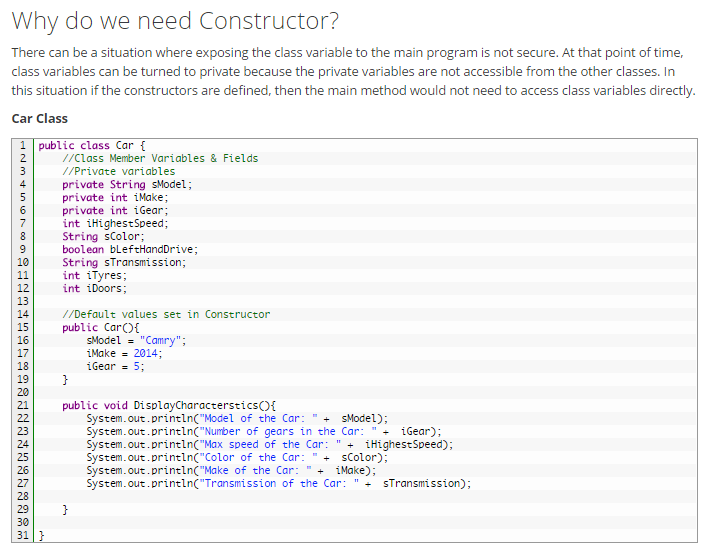 Why do we need Constructor?
There can be a situation where exposing the class variable to the main program is not secure. At that point of time,
class variables can be turned to private because the private variables are not accessible from the other classes. In
this situation if the constructors are defined, then the main method would not need to access class variables directly.
Car Class
1 public class Car {
2 //Class Member Variables & Fields
3 //Private variables
4 private String sModel;
5 private int iMake;
6 private int iGear;
7 int iHighestSpeed;
8 String sColor;
9 boolean bLeftHandDrive;
10 String sTransmission;
11 int iTyres;
12 int iDoors;
13
14 //Default values set in Constructor
15 public Car(){
16 sModel = "Camry";
17 iMake = 2014;
18 iGear = 5;
19 }
20
21 public void DisplayCharacterstics(){
22 System.out.println("Model of the Car: " + sModel);
23 System.out.println("Number of gears in the Car: " + iGear);
24 System.out.println("Max speed of the Car: " + iHighestSpeed);
25 System.out.println("Color of the Car: " + sColor);
26 System.out.println("Make of the Car: " + iMake);
27 System.out.println("Transmission of the Car: " + sTransmission);
28
29 }
30
31 }